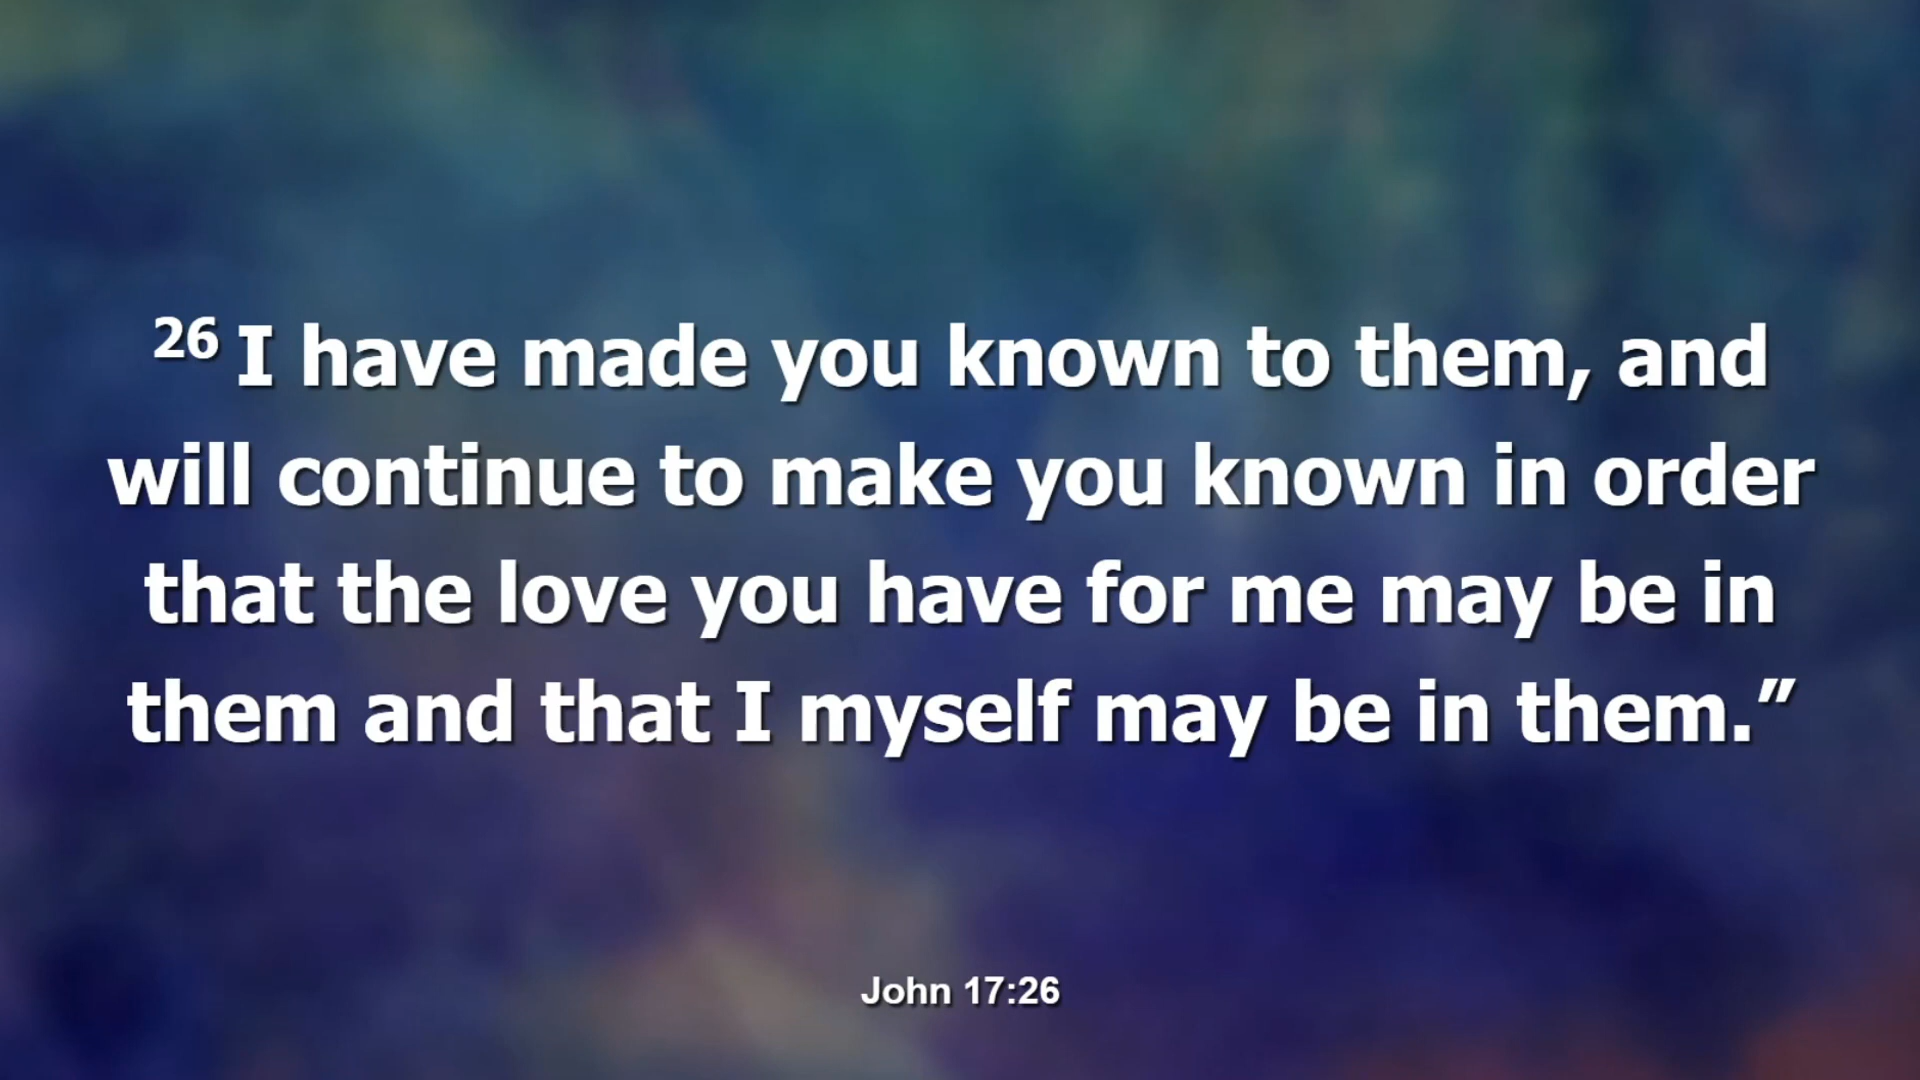 26 I have made you known to them, and
will continue to make you known in order
that the love you have for me may be in
them and that I myself may be in them.”
John 17:26